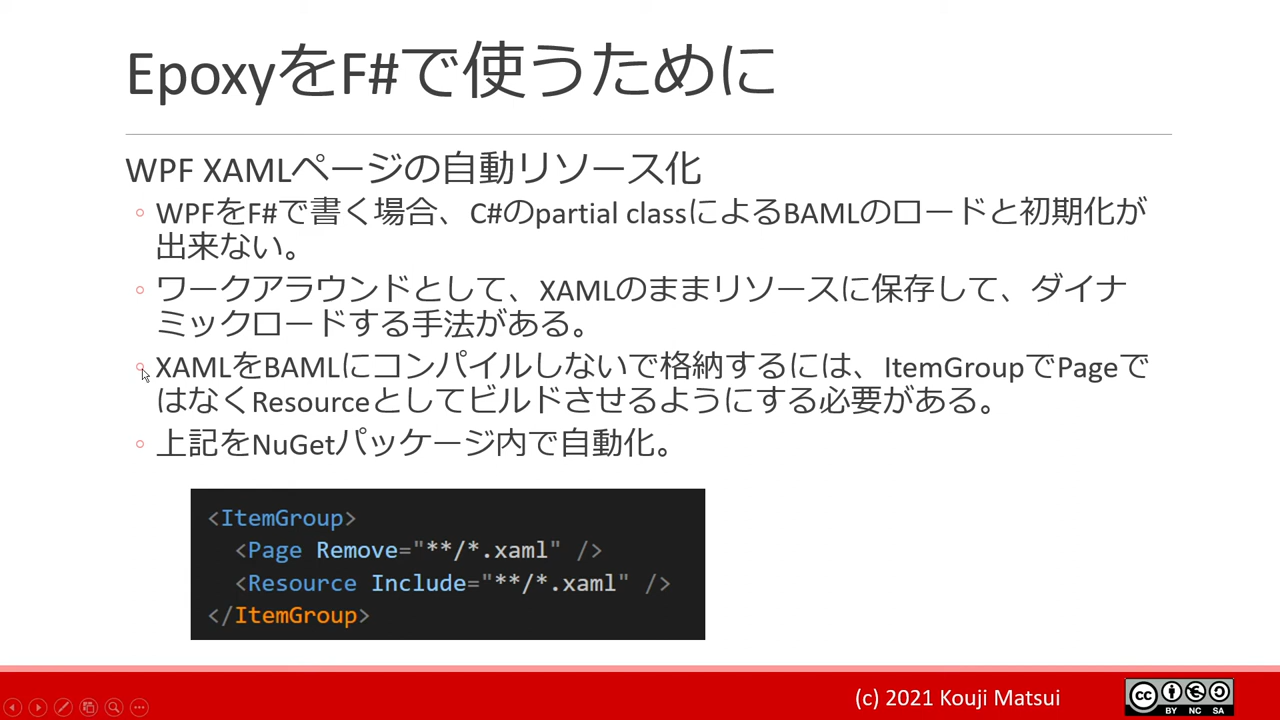 EpoxyをF#で使うために
WPF XAMLページの自動リソース化
WPFをF#で書く場合、C#のpartial classによるBAMLのロードと初期化が
出来ない。
ワークアラウンドとして、XAMLのままリソースに保存して、ダイナ
ミックロードする手法がある。
XAMLをBAMLにコンパイルしないで格納するには、ItemGroupでPageで
はなくResourceとしてビルドさせるようにする必要がある。
上記をNuGetパッケージ内で自動化。
<ItemGroup>
<Page Remove="**/*.xaml" />
<Resource Include="**/*.xaml" />
</ItemGroup>
(c) 2021 Kouji Matsui
cc
BY NC SA